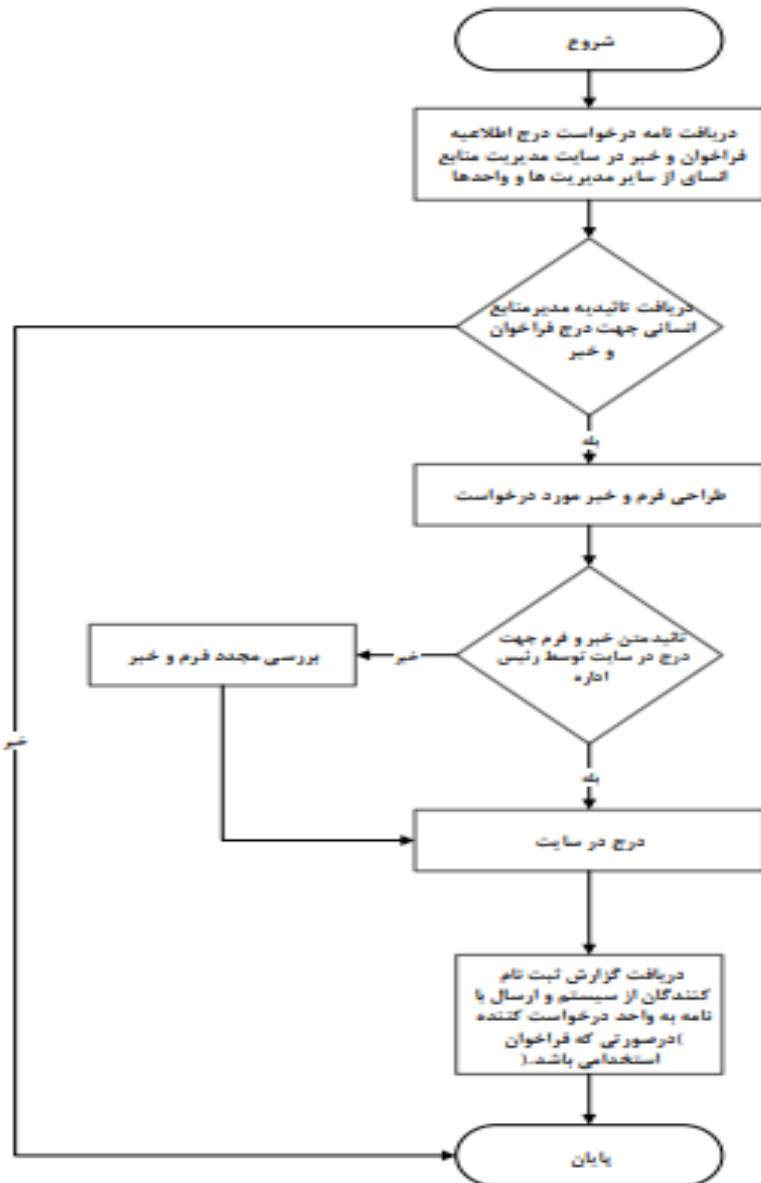 شروع
دریافت نامه درخواست درج اطلاعیه
فراخوان و خبر در سایت مدیریت منابع
انسای از سایر مدیریت ها و واحدها
دریافت تائیدیه مدیرمنابع
انسانی جهت درج فراخوان
و خبر
بله
طراحی فرم و خبر مورد درخواست
تائید متن خبر و فرم جهت
درج در سایت توسط رئیس
اداره
خیر
بررسی مجدد فرم و خبر
خیر
بله
درج در سایت
دریافت گزارش ثبت نام
کنندگان از سیستم و ارسال با
نامه به واحد درخواست کننده
)درصورتی که فراخوان
استخدامی باشد.(
پایان